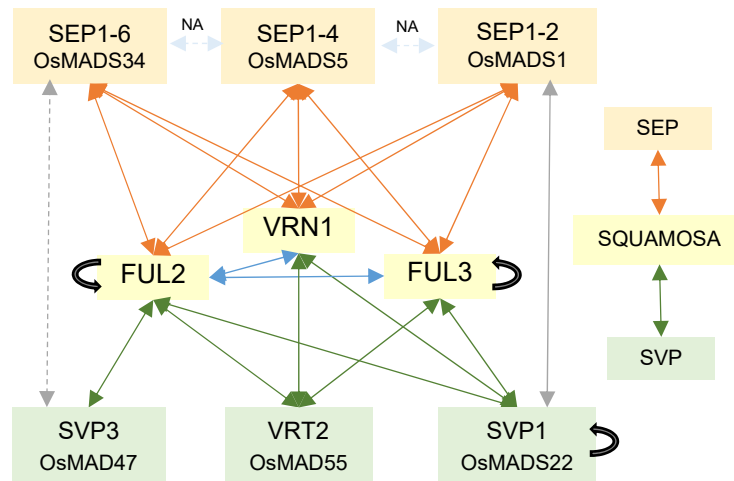 SEP1-6
OsMADS34
NA
SEP1-4
OsMADS5
NA
SEP1-2
OsMADS1
SEP
VRN1
SQUAMOSA
FUL2
FUL3
SVP
SVP3
OsMAD47
VRT2
OsMAD55
SVP1
OsMADS22